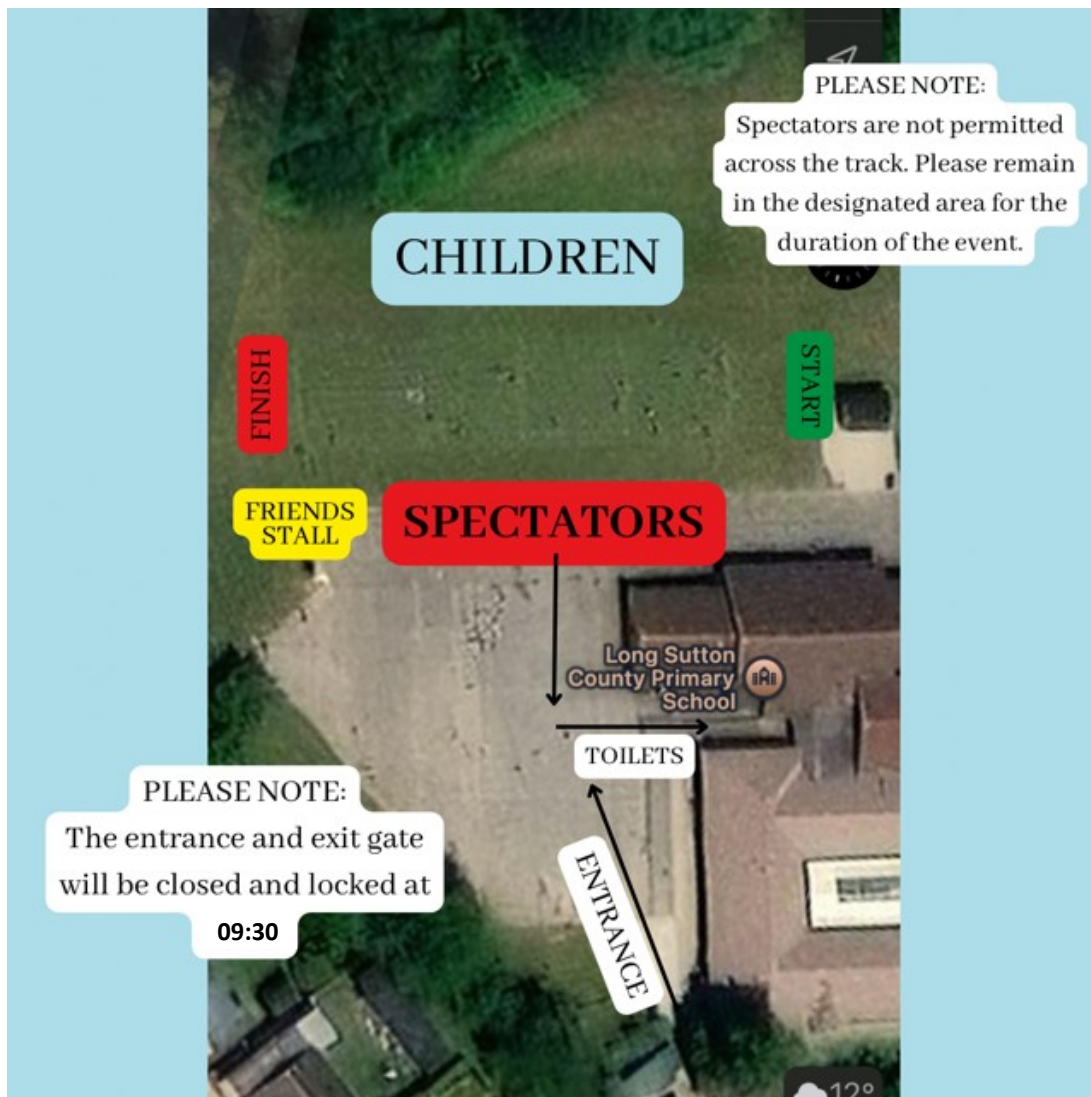 PLEASE NOTE:
Spectators are not permitted
across the track. Please remain
in the designated area for the
duration of the event.
CHILDREN
FINISH
START
FRIENDS
STALL
SPECTATORS
Long Sutton
County Primary
School
TOILETS
PLEASE NOTE:
The entrance and exit gate
will be closed and locked at
09:30
ENTRANCE
12°